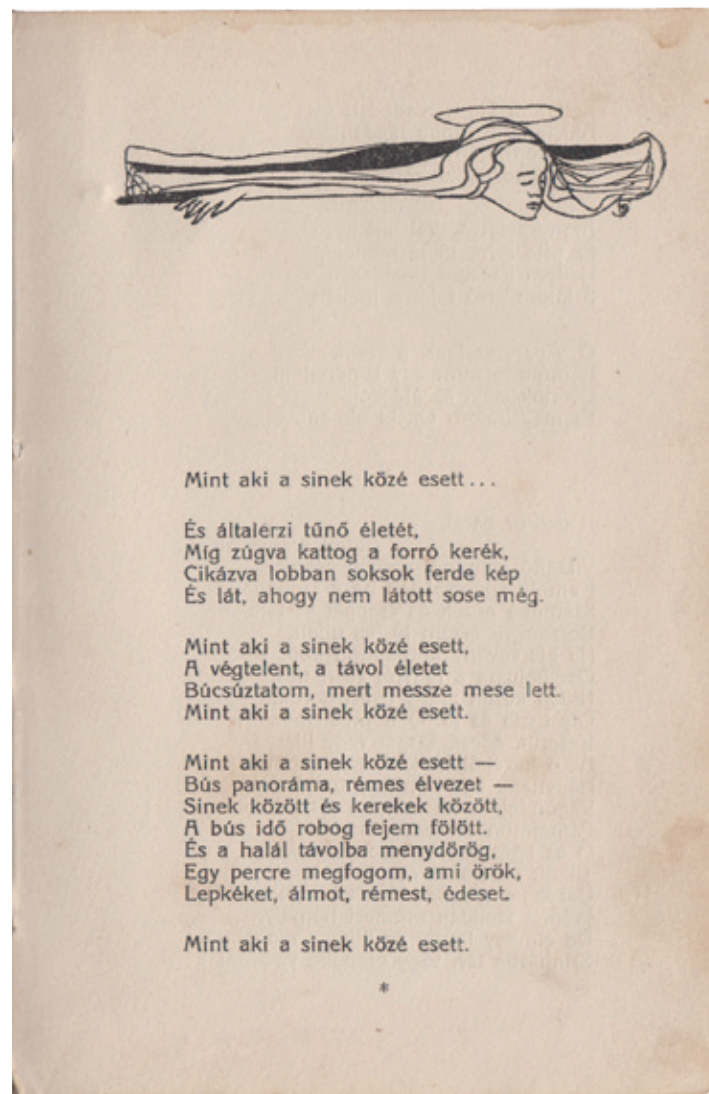 Mint aki a sinek közé esett...
És általérzi tűnő életét,
Míg zúgva kattog a forró kerék,
Cikázva lobban soksok ferde kép
És lát, ahogy nem látott sose még.
Mint aki a sinek közé esett,
A végtelent, a távol életet
Búcsúztatom, mert messze mese lett.
Mint aki a sinek közé esett.
Mint aki a sinek közé esett —
Bús panoráma, rémes élvezet —
Sinek között és kerekek között,
A bús idő robog fejem fölött.
És a halál távolba menydörög,
Egy percre megfogom, ami örök,
Lepkéket, álmot, rémest, édeset.
Mint aki a sinek közé esett.
*